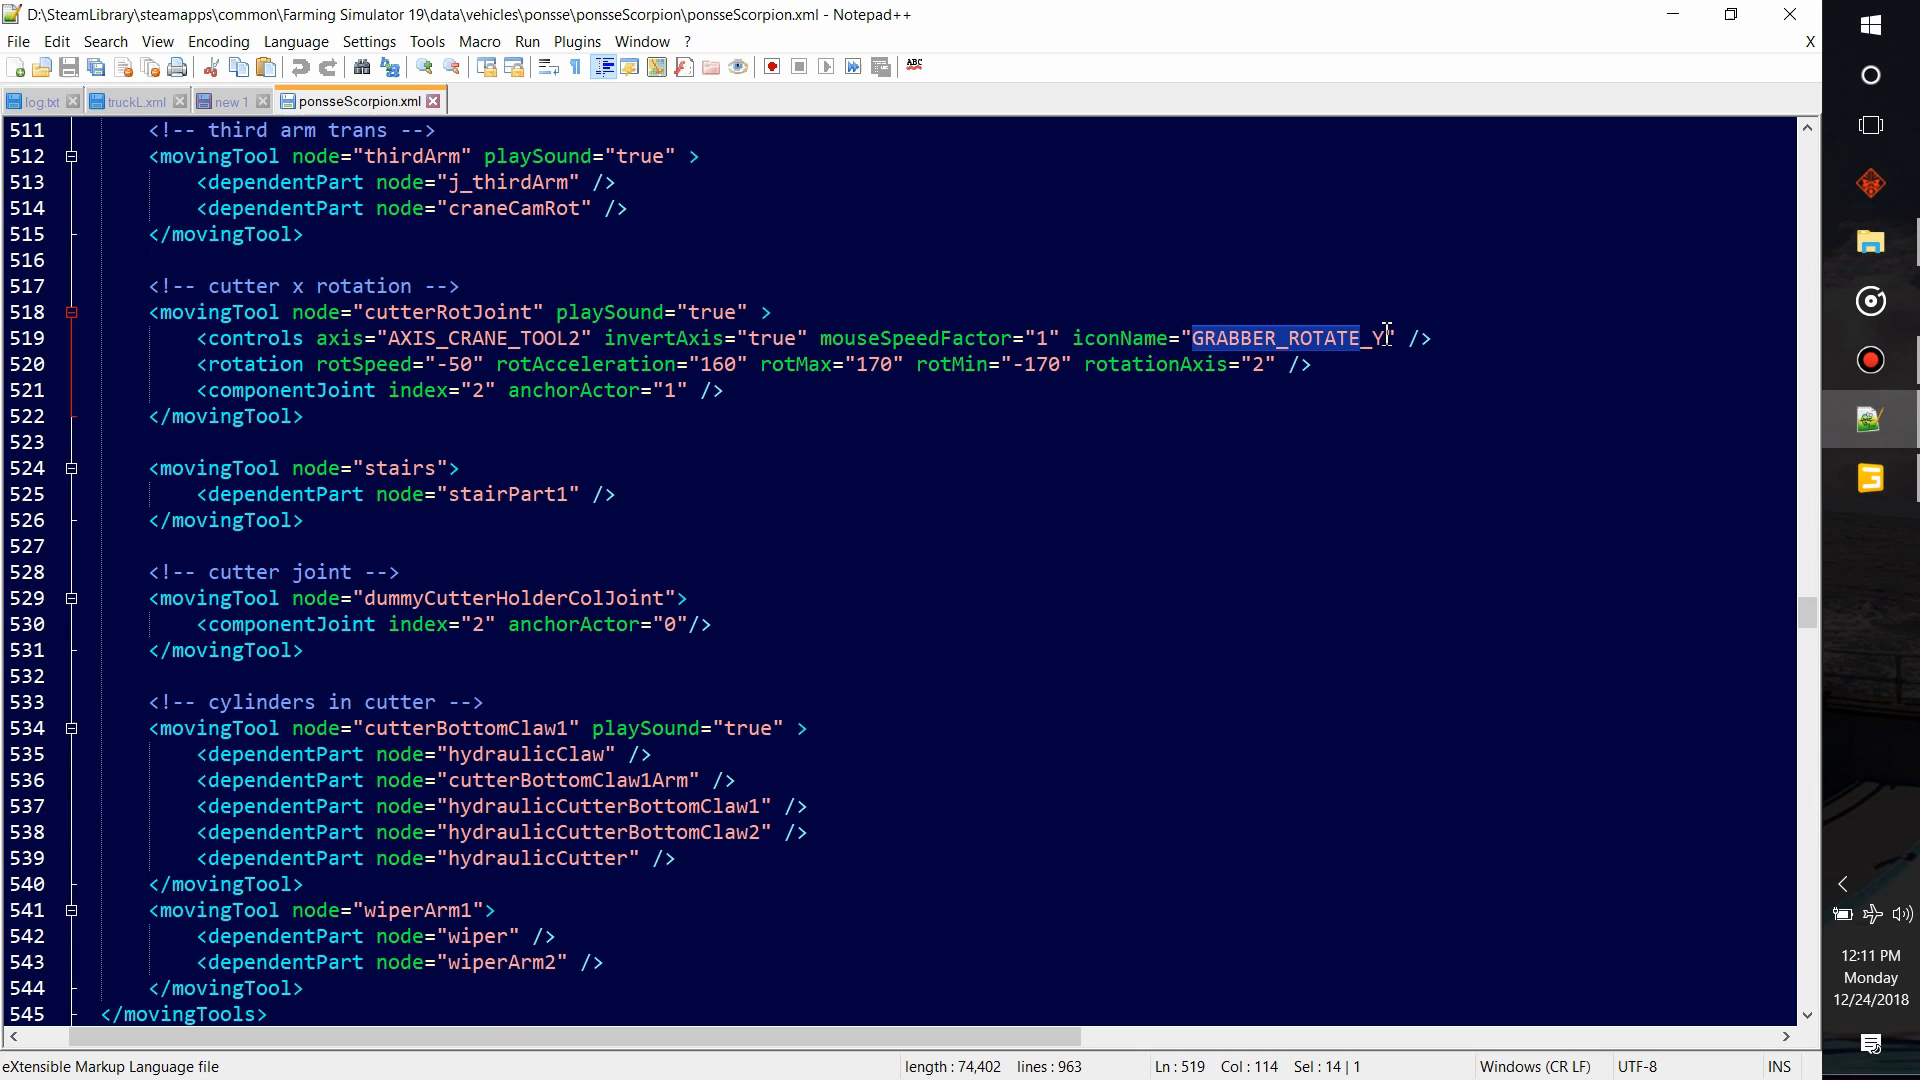 D:\SteamLibrary\steamapps\common\Farming Simulator 19\data\vehicles\ponsse\ponsseScorpion\ponsseScorpion.xml - Notepad++
File Edit Search View Encoding Language Settings Tools Macro Run Plugins Window ? X
ABC
log.txt truckL.xml new 1 ponsseScorpion.xml
511 <!-- third arm trans -->
512 <movingTool node="thirdArm" playSound="true" >
513 <dependentPart node="j_thirdArm" />
514 <dependentPart node="craneCamRot" />
515 </movingTool>
516
517 <!-- cutter x rotation -->
518 <movingTool node="cutterRotJoint" playSound="true" >
519 <controls axis="AXIS_CRANE_TOOL2" invertAxis="true" mouseSpeedFactor="1" iconName="GRABBER_ROTATE_Y" />
520 <rotation rotSpeed="-50" rotAcceleration="160" rotMax="170" rotMin="-170" rotationAxis="2" />
521 <componentJoint index="2" anchorActor="1" />
522 </movingTool>
523
524 <movingTool node="stairs">
525 <dependentPart node="stairPart1" />
526 </movingTool>
527
528 <!-- cutter joint -->
529 <movingTool node="dummyCutterHolderColJoint">
530 <componentJoint index="2" anchorActor="0"/>
531 </movingTool>
532
533 <!-- cylinders in cutter -->
534 <movingTool node="cutterBottomClaw1" playSound="true" >
535 <dependentPart node="hydraulicClaw" />
536 <dependentPart node="cutterBottomClaw1Arm" />
537 <dependentPart node="hydraulicCutterBottomClaw1" />
538 <dependentPart node="hydraulicCutterBottomClaw2" />
539 <dependentPart node="hydraulicCutter" />
540 </movingTool>
541 <movingTool node="wiperArm1">
542 <dependentPart node="wiper" />
543 <dependentPart node="wiperArm2" />
544 </movingTool>
545 </movingTools>
eXtensible Markup Language file length : 74,402 lines : 963 Ln : 519 Col : 114 Sel : 14 | 1 Windows (CR LF) UTF-8 INS
12:11 PM
Monday
12/24/2018